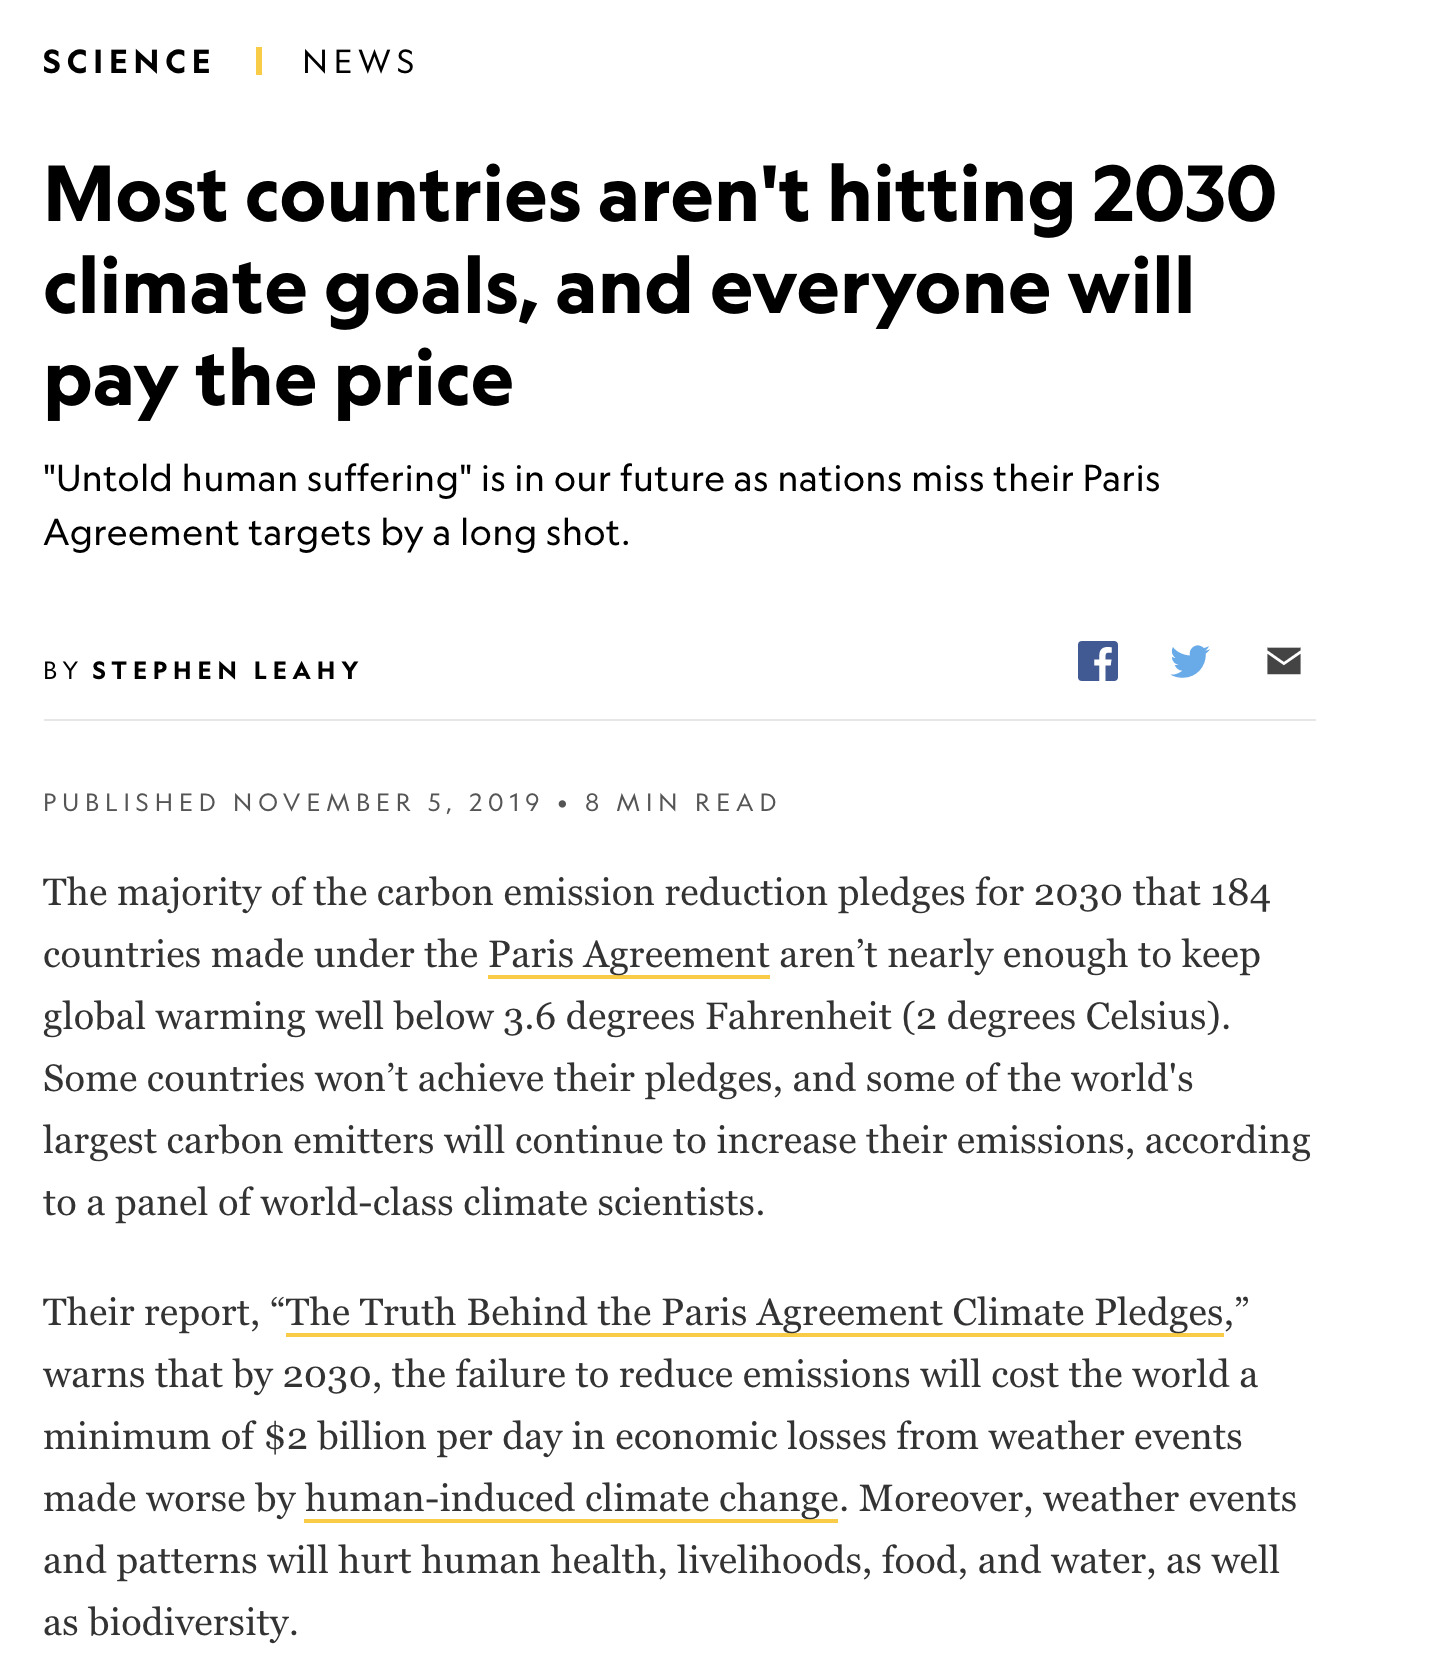 SCIENCE | NEWS
Most countries aren't hitting 2030
climate goals, and everyone will
pay the price
"Untold human suffering" is in our future as nations miss their Paris
Agreement targets by a long shot.
BY STEPHEN LEAHY
PUBLISHED NOVEMBER 5, 2019 • 8 MIN READ
The majority of the carbon emission reduction pledges for 2030 that 184
countries made under the Paris Agreement aren’t nearly enough to keep
global warming well below 3.6 degrees Fahrenheit (2 degrees Celsius).
Some countries won’t achieve their pledges, and some of the world's
largest carbon emitters will continue to increase their emissions, according
to a panel of world-class climate scientists.
Their report, “The Truth Behind the Paris Agreement Climate Pledges,”
warns that by 2030, the failure to reduce emissions will cost the world a
minimum of $2 billion per day in economic losses from weather events
made worse by human-induced climate change. Moreover, weather events
and patterns will hurt human health, livelihoods, food, and water, as well
as biodiversity.